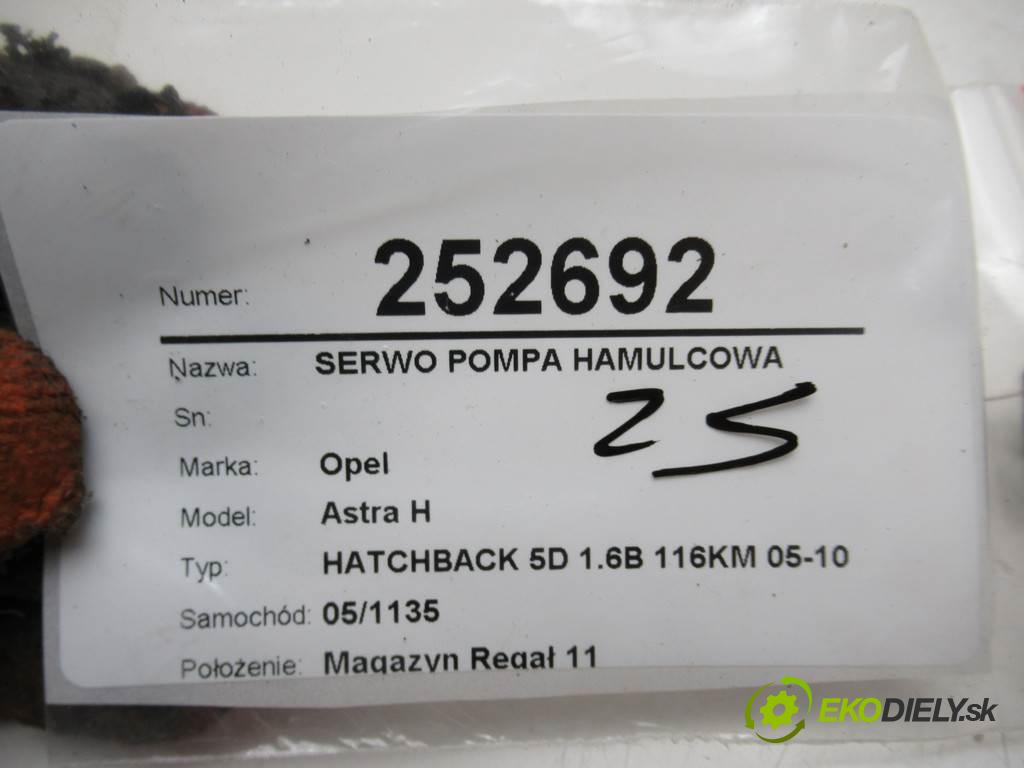 Numer: 252692
Nazwa: SERWO POMPA HAMULCOWA
Sn:
25
Marka: Opel
Model: Astra H
Typ: HATCHBACK 5D 1.6B 116KM 05-10
Samochód: 05/1135
Położenie: Magazyn Regał 11
EKODIELY.sk